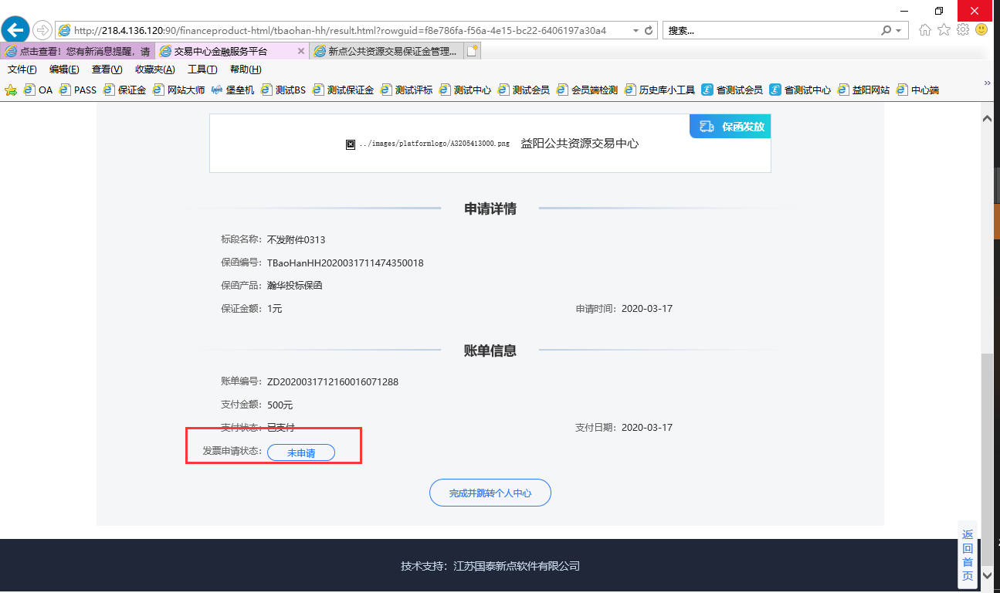 http://218.4.136.120:90/financeproduct-html/tbaohan-hh/result.html?rowguid=f8e786fa-f56a-4e15-bc22-6406197a30a4
搜索...
点击查看！您有新消息提醒，请
交易中心金融服务平台
新点公共资源交易保证金管理...
文件(F) 编辑(E) 查看(V) 收藏夹(A) 工具(T) 帮助(H)
OA PASS 保证金 网站大师 堡垒机 测试BS 测试保证金 测试评标 测试中心 测试会员 会员端检测 历史库小工具 省测试会员 省测试中心 益阳网站 中心端
保函发放
../images/platformlogo/A3205413000.png 益阳公共资源交易中心
申请详情
标段名称： 不发附件0313
保函编号： TBaoHanHH2020031711474350018
保函产品： 瀚华投标保函
保证金额： 1元 申请时间： 2020-03-17
账单信息
账单编号： ZD2020031712160016071288
支付金额： 500元
支付状态： 已支付 支付日期： 2020-03-17
发票申请状态： 未申请
完成并跳转个人中心
返回首页
技术支持：江苏国泰新点软件有限公司